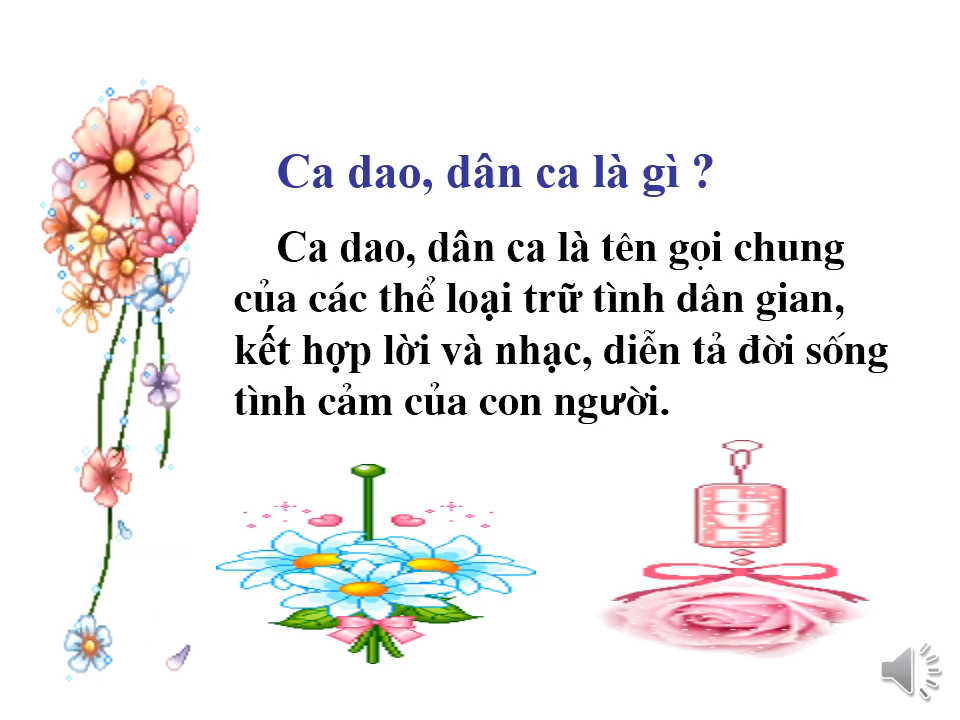 Ca dao, dân ca là gì ?
Ca dao, dân ca là tên gọi chung
của các thể loại trữ tình dân gian,
kết hợp lời và nhạc, diễn tả đời sống
tình cảm của con người.